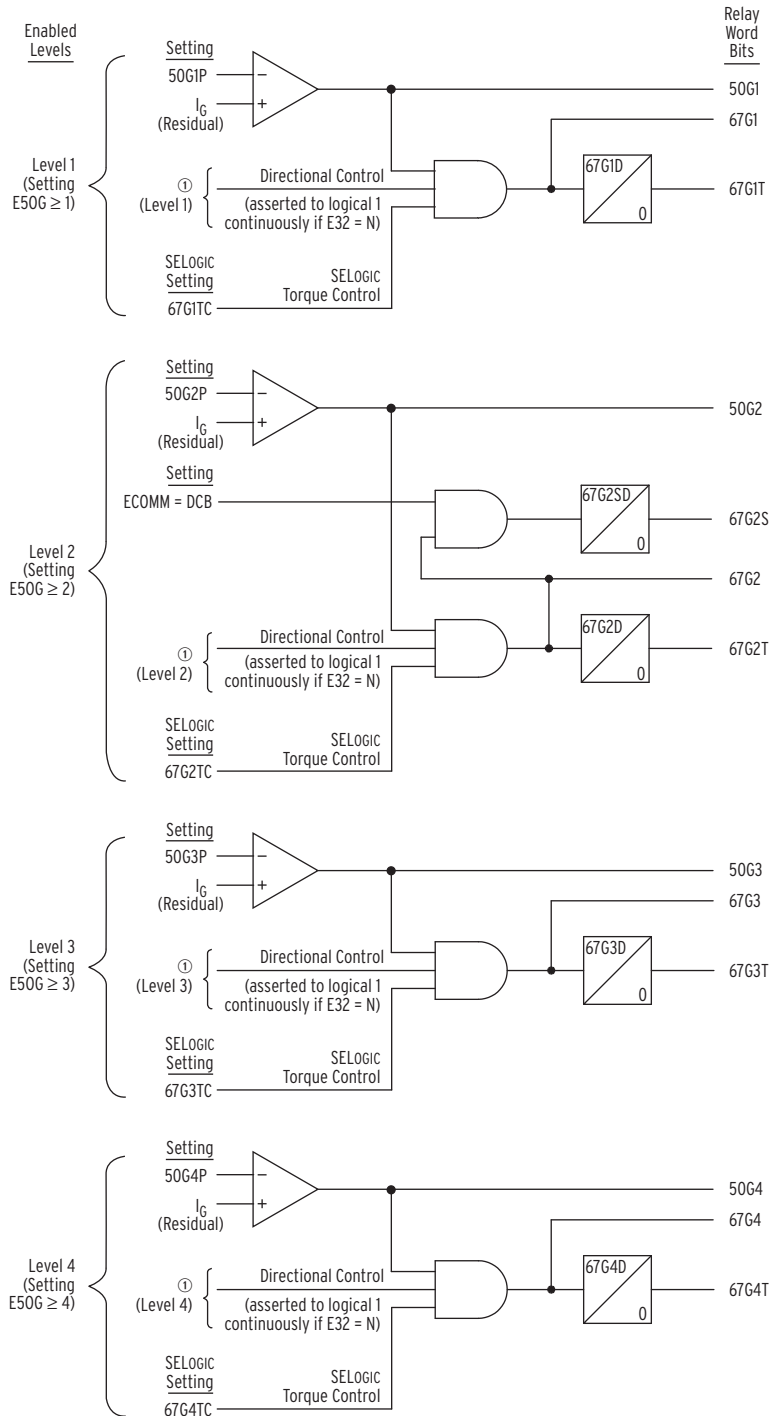 Enabled
Levels
Relay
Word
Bits
Setting
50G1P
−
IG
(Residual)
+
50G1
67G1
Level 1
(Setting
E50G ≥ 1)
①
(Level 1)
Directional Control
(asserted to logical 1
continuously if E32 = N)
67G1D
0
67G1T
SELOGIC
Setting
67G1TC
SELOGIC
Torque Control
Setting
50G2P
−
IG
(Residual)
+
50G2
Setting
ECOMM = DCB
67G2SD
0
67G2S
Level 2
(Setting
E50G ≥ 2)
67G2
①
(Level 2)
Directional Control
(asserted to logical 1
continuously if E32 = N)
67G2D
0
67G2T
SELOGIC
Setting
67G2TC
SELOGIC
Torque Control
Setting
50G3P
−
IG
(Residual)
+
50G3
67G3
Level 3
(Setting
E50G ≥ 3)
①
(Level 3)
Directional Control
(asserted to logical 1
continuously if E32 = N)
67G3D
0
67G3T
SELOGIC
Setting
67G3TC
SELOGIC
Torque Control
Setting
50G4P
−
IG
(Residual)
+
50G4
67G4
Level 4
(Setting
E50G ≥ 4)
①
(Level 4)
Directional Control
(asserted to logical 1
continuously if E32 = N)
67G4D
0
67G4T
SELOGIC
Setting
67G4TC
SELOGIC
Torque Control